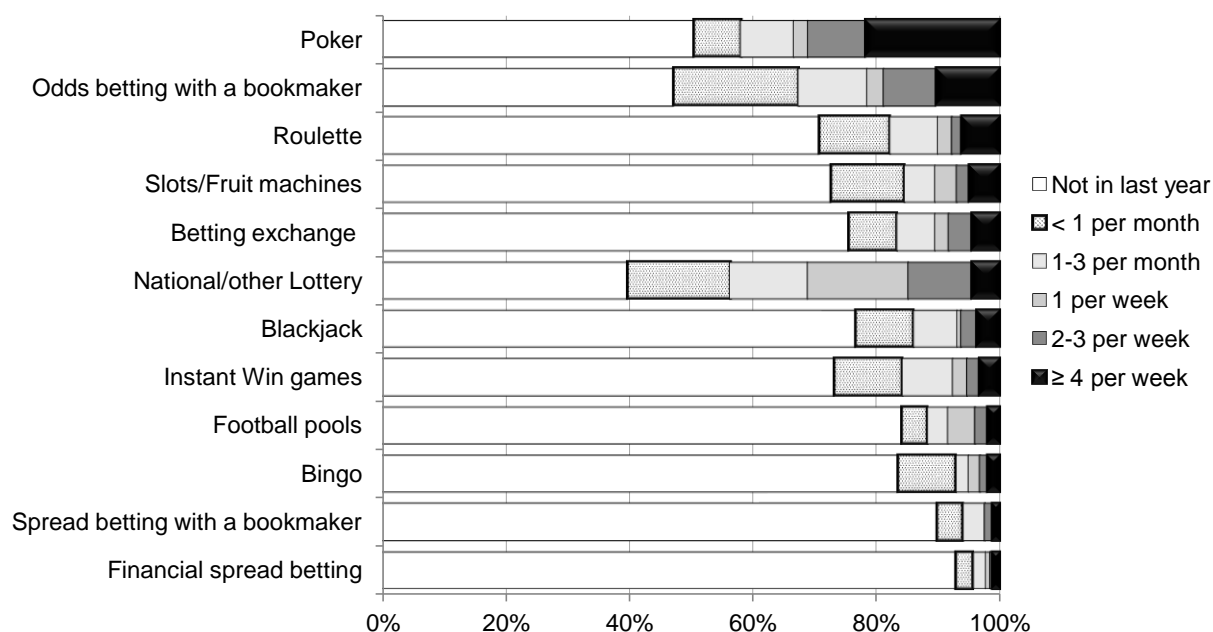 Poker
Odds betting with a bookmaker
Roulette
Slots/Fruit machines
Betting exchange
National/other Lottery
Blackjack
Instant Win games
Football pools
Bingo
Spread betting with a bookmaker
Financial spread betting
0% 20% 40% 60% 80% 100%
Not in last year
< 1 per month
1-3 per month
1 per week
2-3 per week
≥ 4 per week